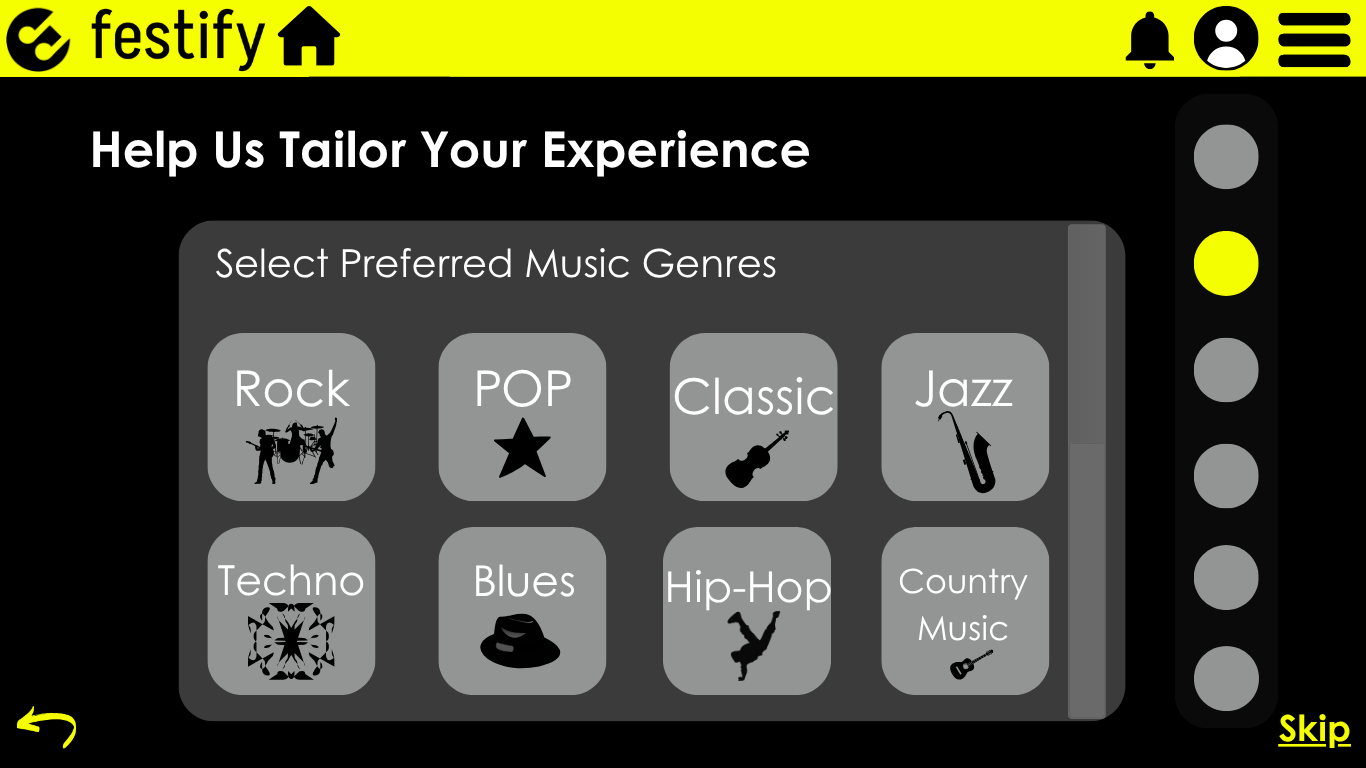 festify
Help Us Tailor Your Experience
Select Preferred Music Genres
Rock
POP
Classic
Jazz
Techno
Blues
Hip-Hop
Country
Music
Skip